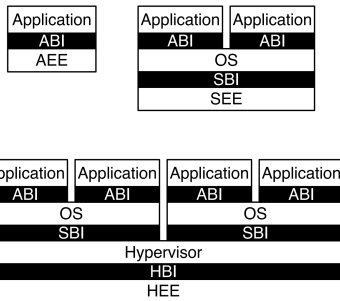 Application
ABI
AEE
Application Application
ABI ABI
OS
SBI
SEE
pplication Application Application Application
ABI ABI ABI ABI
OS OS
SBI SBI
Hypervisor
HBI
HEE